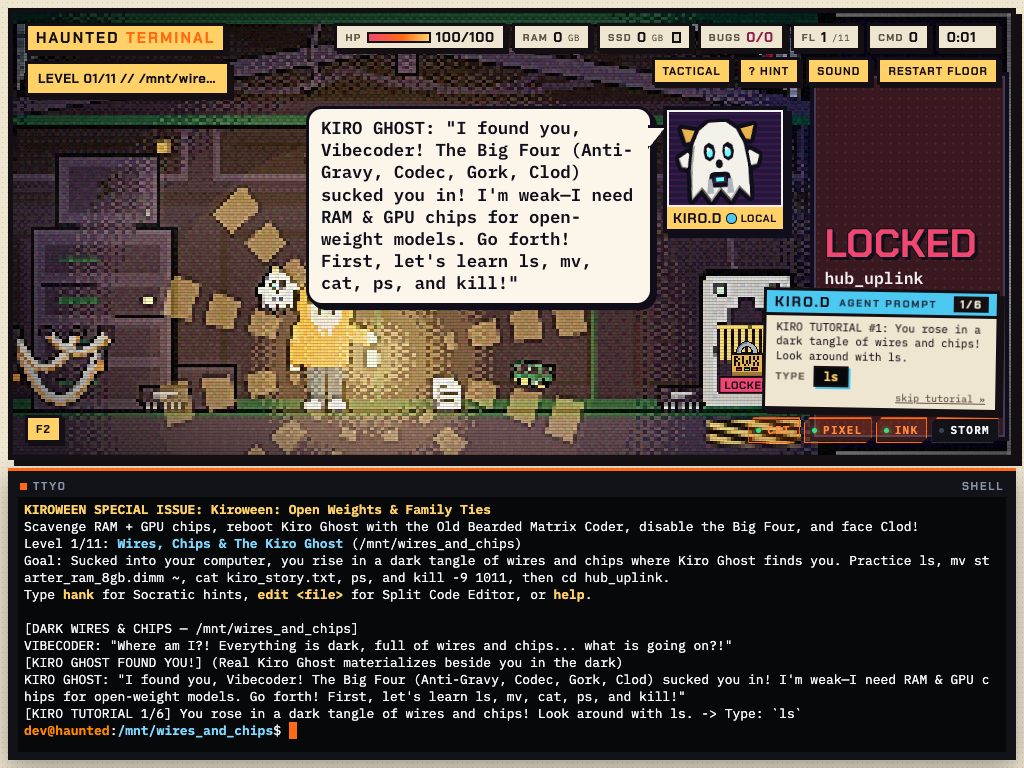 HAUNTED TERMINAL
HP 100/100
RAM 0 GB
SSD 0 GB
BUGS 0/0
FL 1 /11
CMD 0
0:01
LEVEL 01/11 // /mnt/wire…
TACTICAL
? HINT
SOUND
RESTART FLOOR
KIRO GHOST: "I found you,
Vibecoder! The Big Four (Anti-
Gravy, Codec, Gork, Clod)
sucked you in! I'm weak—I need
RAM & GPU chips for open-
weight models. Go forth!
First, let's learn ls, mv,
cat, ps, and kill!"
KIRO.D LOCAL
LOCKED
hub_uplink
RWX
LOCKE
KIRO.D AGENT PROMPT 1/6
KIRO TUTORIAL #1: You rose in a
dark tangle of wires and chips!
Look around with ls.
TYPE ls
skip tutorial »
F2
CRT
PIXEL
INK
STORM
TTY0
SHELL
KIROWEEN SPECIAL ISSUE: Kiroween: Open Weights & Family Ties
Scavenge RAM + GPU chips, reboot Kiro Ghost with the Old Bearded Matrix Coder, disable the Big Four, and face Clod!
Level 1/11: Wires, Chips & The Kiro Ghost (/mnt/wires_and_chips)
Goal: Sucked into your computer, you rise in a dark tangle of wires and chips where Kiro Ghost finds you. Practice ls, mv st
arter_ram_8gb.dimm ~, cat kiro_story.txt, ps, and kill -9 1011, then cd hub_uplink.
Type hank for Socratic hints, edit <file> for Split Code Editor, or help.
[DARK WIRES & CHIPS — /mnt/wires_and_chips]
VIBECODER: "Where am I?! Everything is dark, full of wires and chips... what is going on?!"
[KIRO GHOST FOUND YOU!] (Real Kiro Ghost materializes beside you in the dark)
KIRO GHOST: "I found you, Vibecoder! The Big Four (Anti-Gravy, Codec, Gork, Clod) sucked you in! I'm weak—I need RAM & GPU c
hips for open-weight models. Go forth! First, let's learn ls, mv, cat, ps, and kill!"
[KIRO TUTORIAL 1/6] You rose in a dark tangle of wires and chips! Look around with ls. -> Type: `ls`
dev@haunted:/mnt/wires_and_chips$